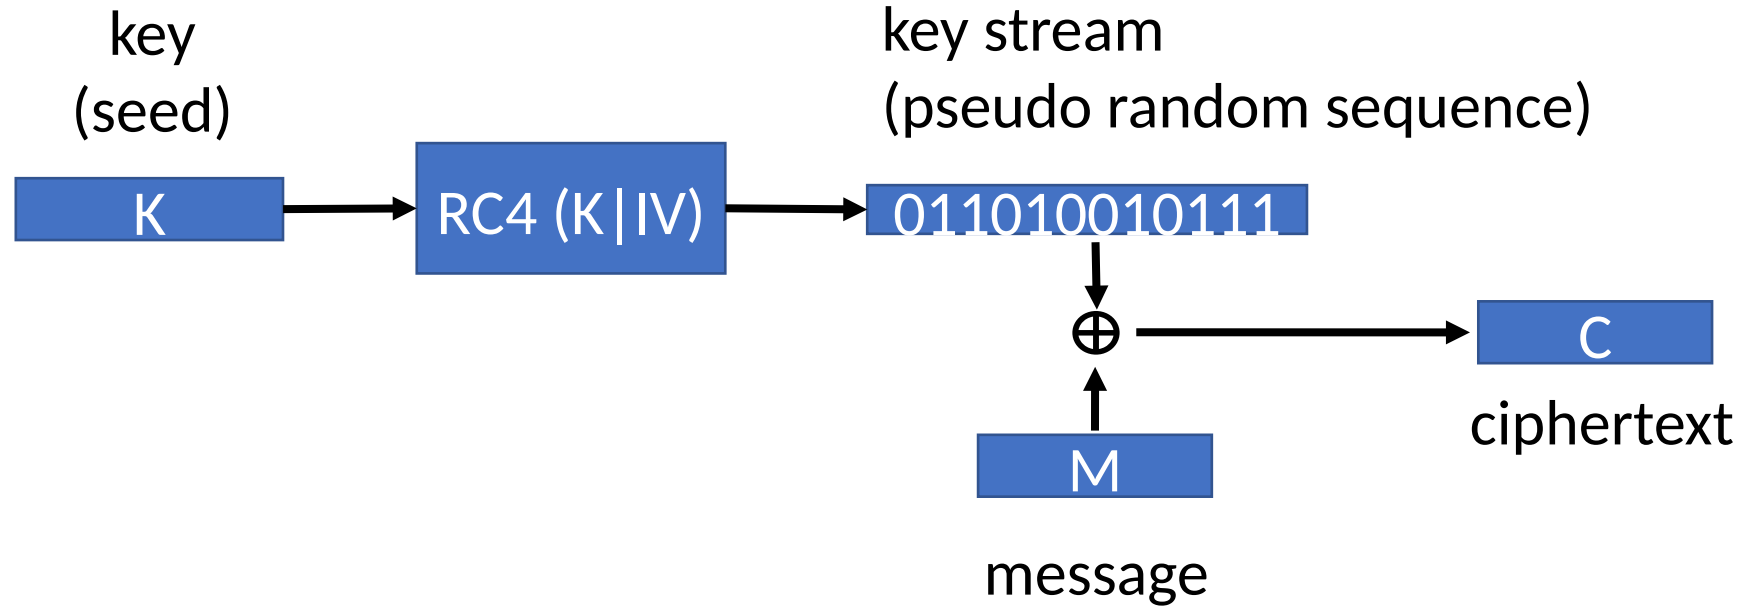 key
(seed)
key stream
(pseudo random sequence)
K
RC4 (K|IV)
011010010111
C
ciphertext
M
message